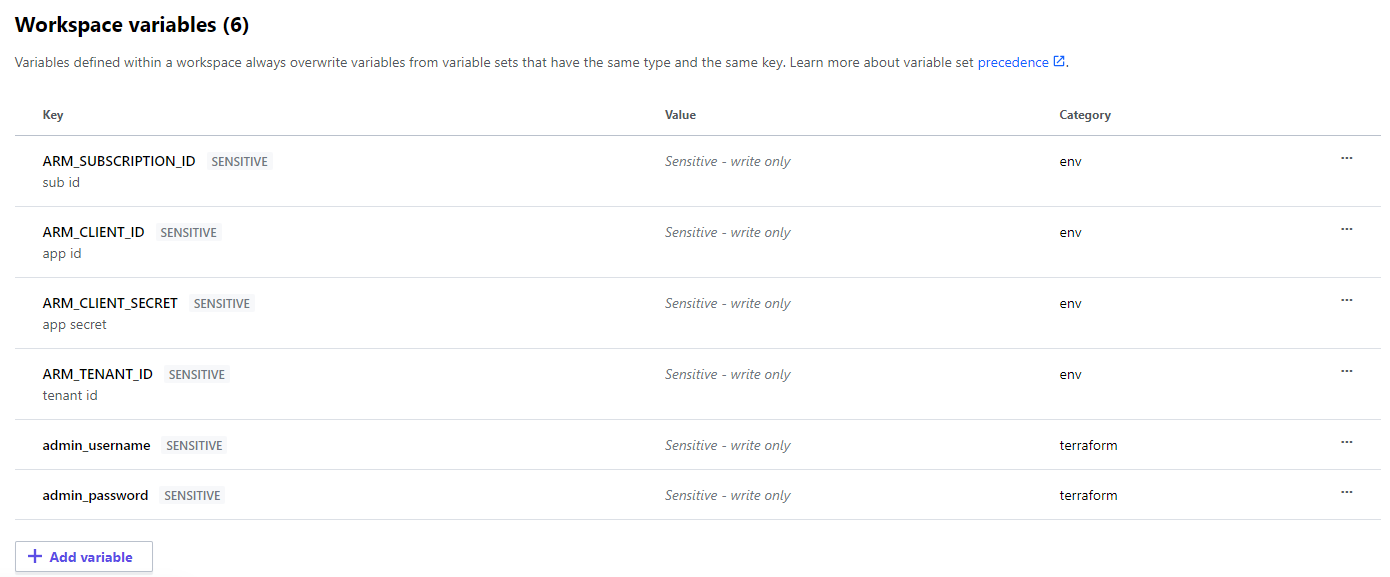 Workspace variables (6)
Variables defined within a workspace always overwrite variables from variable sets that have the same type and the same key. Learn more about variable set precedence.
Key Value Category
ARM_SUBSCRIPTION_ID SENSITIVE Sensitive - write only env ...
sub id
ARM_CLIENT_ID SENSITIVE Sensitive - write only env ...
app id
ARM_CLIENT_SECRET SENSITIVE Sensitive - write only env ...
app secret
ARM_TENANT_ID SENSITIVE Sensitive - write only env ...
tenant id
admin_username SENSITIVE Sensitive - write only terraform ...
admin_password SENSITIVE Sensitive - write only terraform ...
+ Add variable